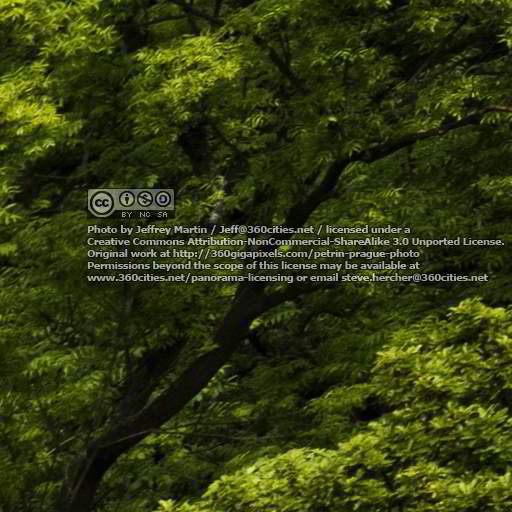 cc
BY NC SA
Photo by Jeffrey Martin / Jeff@360cities.net / licensed under a
Creative Commons Attribution-NonCommercial-ShareAlike 3.0 Unported License.
Original work at http://360gigapixels.com/petrin-prague-photo
Permissions beyond the scope of this license may be available at
www.360cities.net/panorama-licensing or email steve.hercher@360cities.net